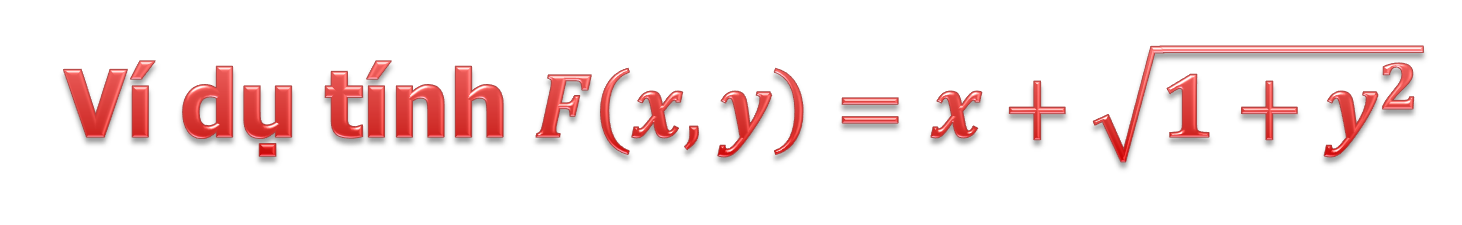 Ví dụ tính F(x, y) = x + √(1 + y²)